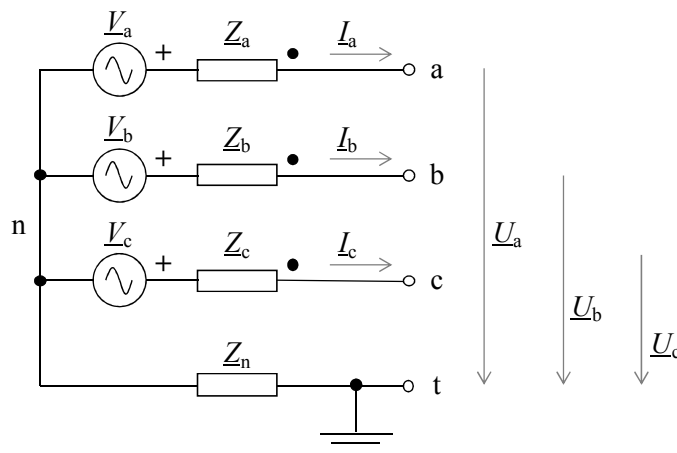 V_a
+ Z_a I_a a
V_b
+ Z_b I_b b
n
V_c
+ Z_c I_c c
U_a
U_b
U_c
Z_n t